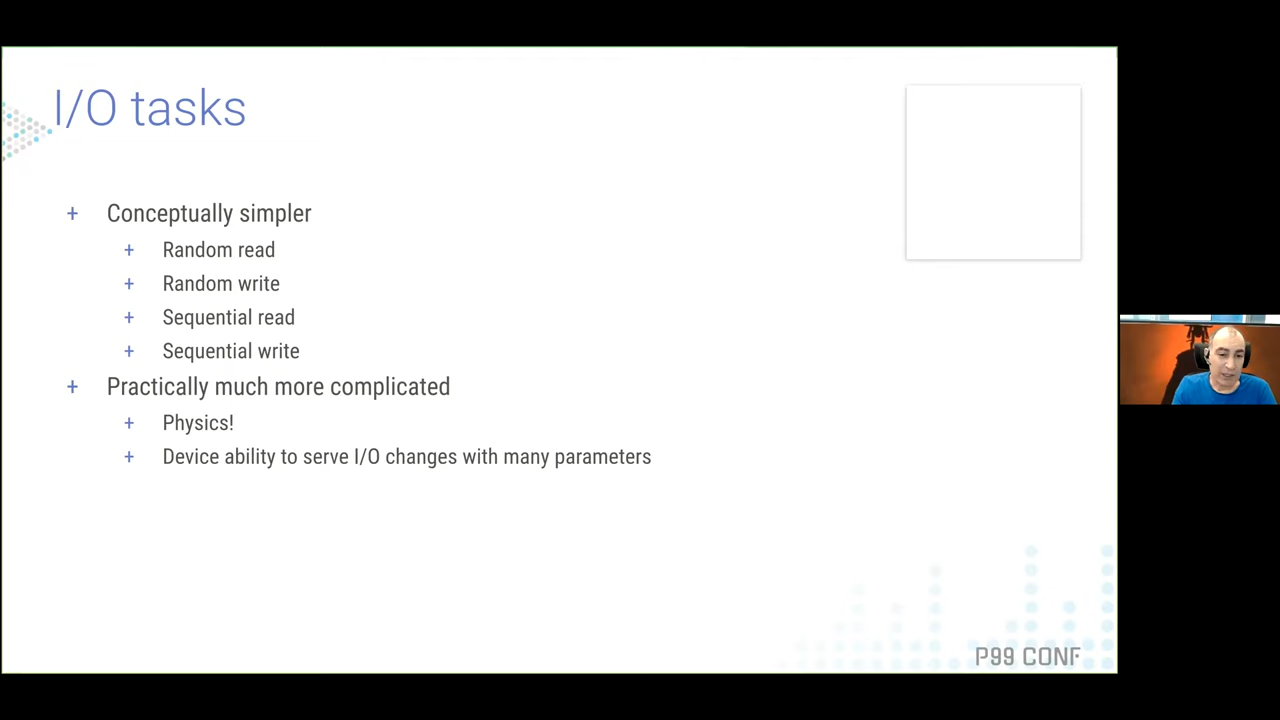 I/O tasks
+ Conceptually simpler
+ Random read
+ Random write
+ Sequential read
+ Sequential write
+ Practically much more complicated
+ Physics!
+ Device ability to serve I/O changes with many parameters
P99 CONF